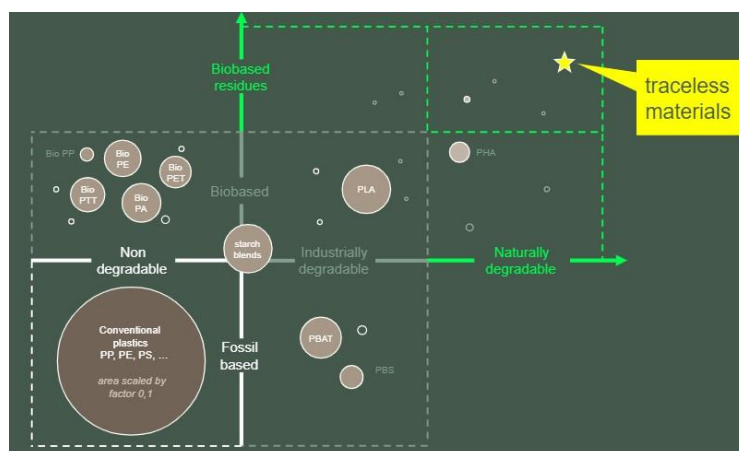 Biobased
residues
traceless
materials
Bio PP
Bio
PE
Bio
PET
Bio
PTT
Bio
PA
Biobased
PLA
PHA
Non
degradable
starch
blends
Industrially
degradable
Naturally
degradable
Conventional
plastics
PP, PE, PS, ...
area scaled by
factor 0,1
Fossil
based
PBAT
PBS